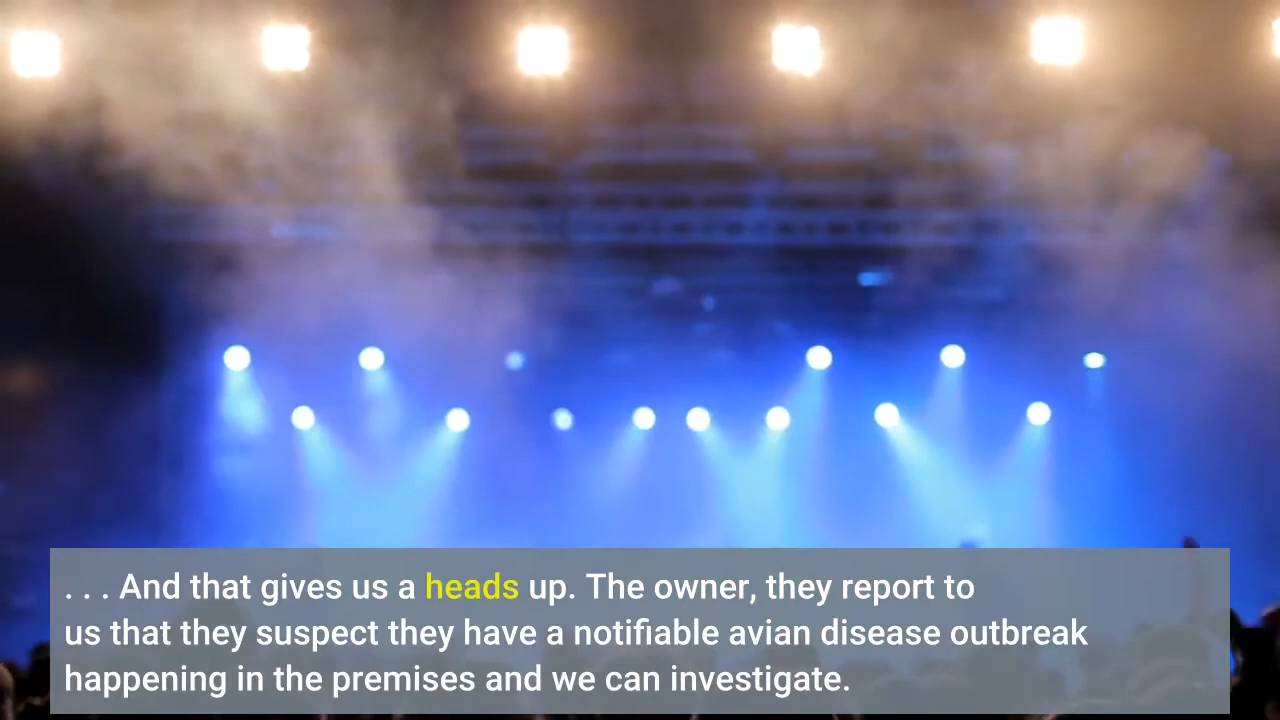 . . . And that gives us a heads up. The owner, they report to
us that they suspect they have a notifiable avian disease outbreak
happening in the premises and we can investigate.